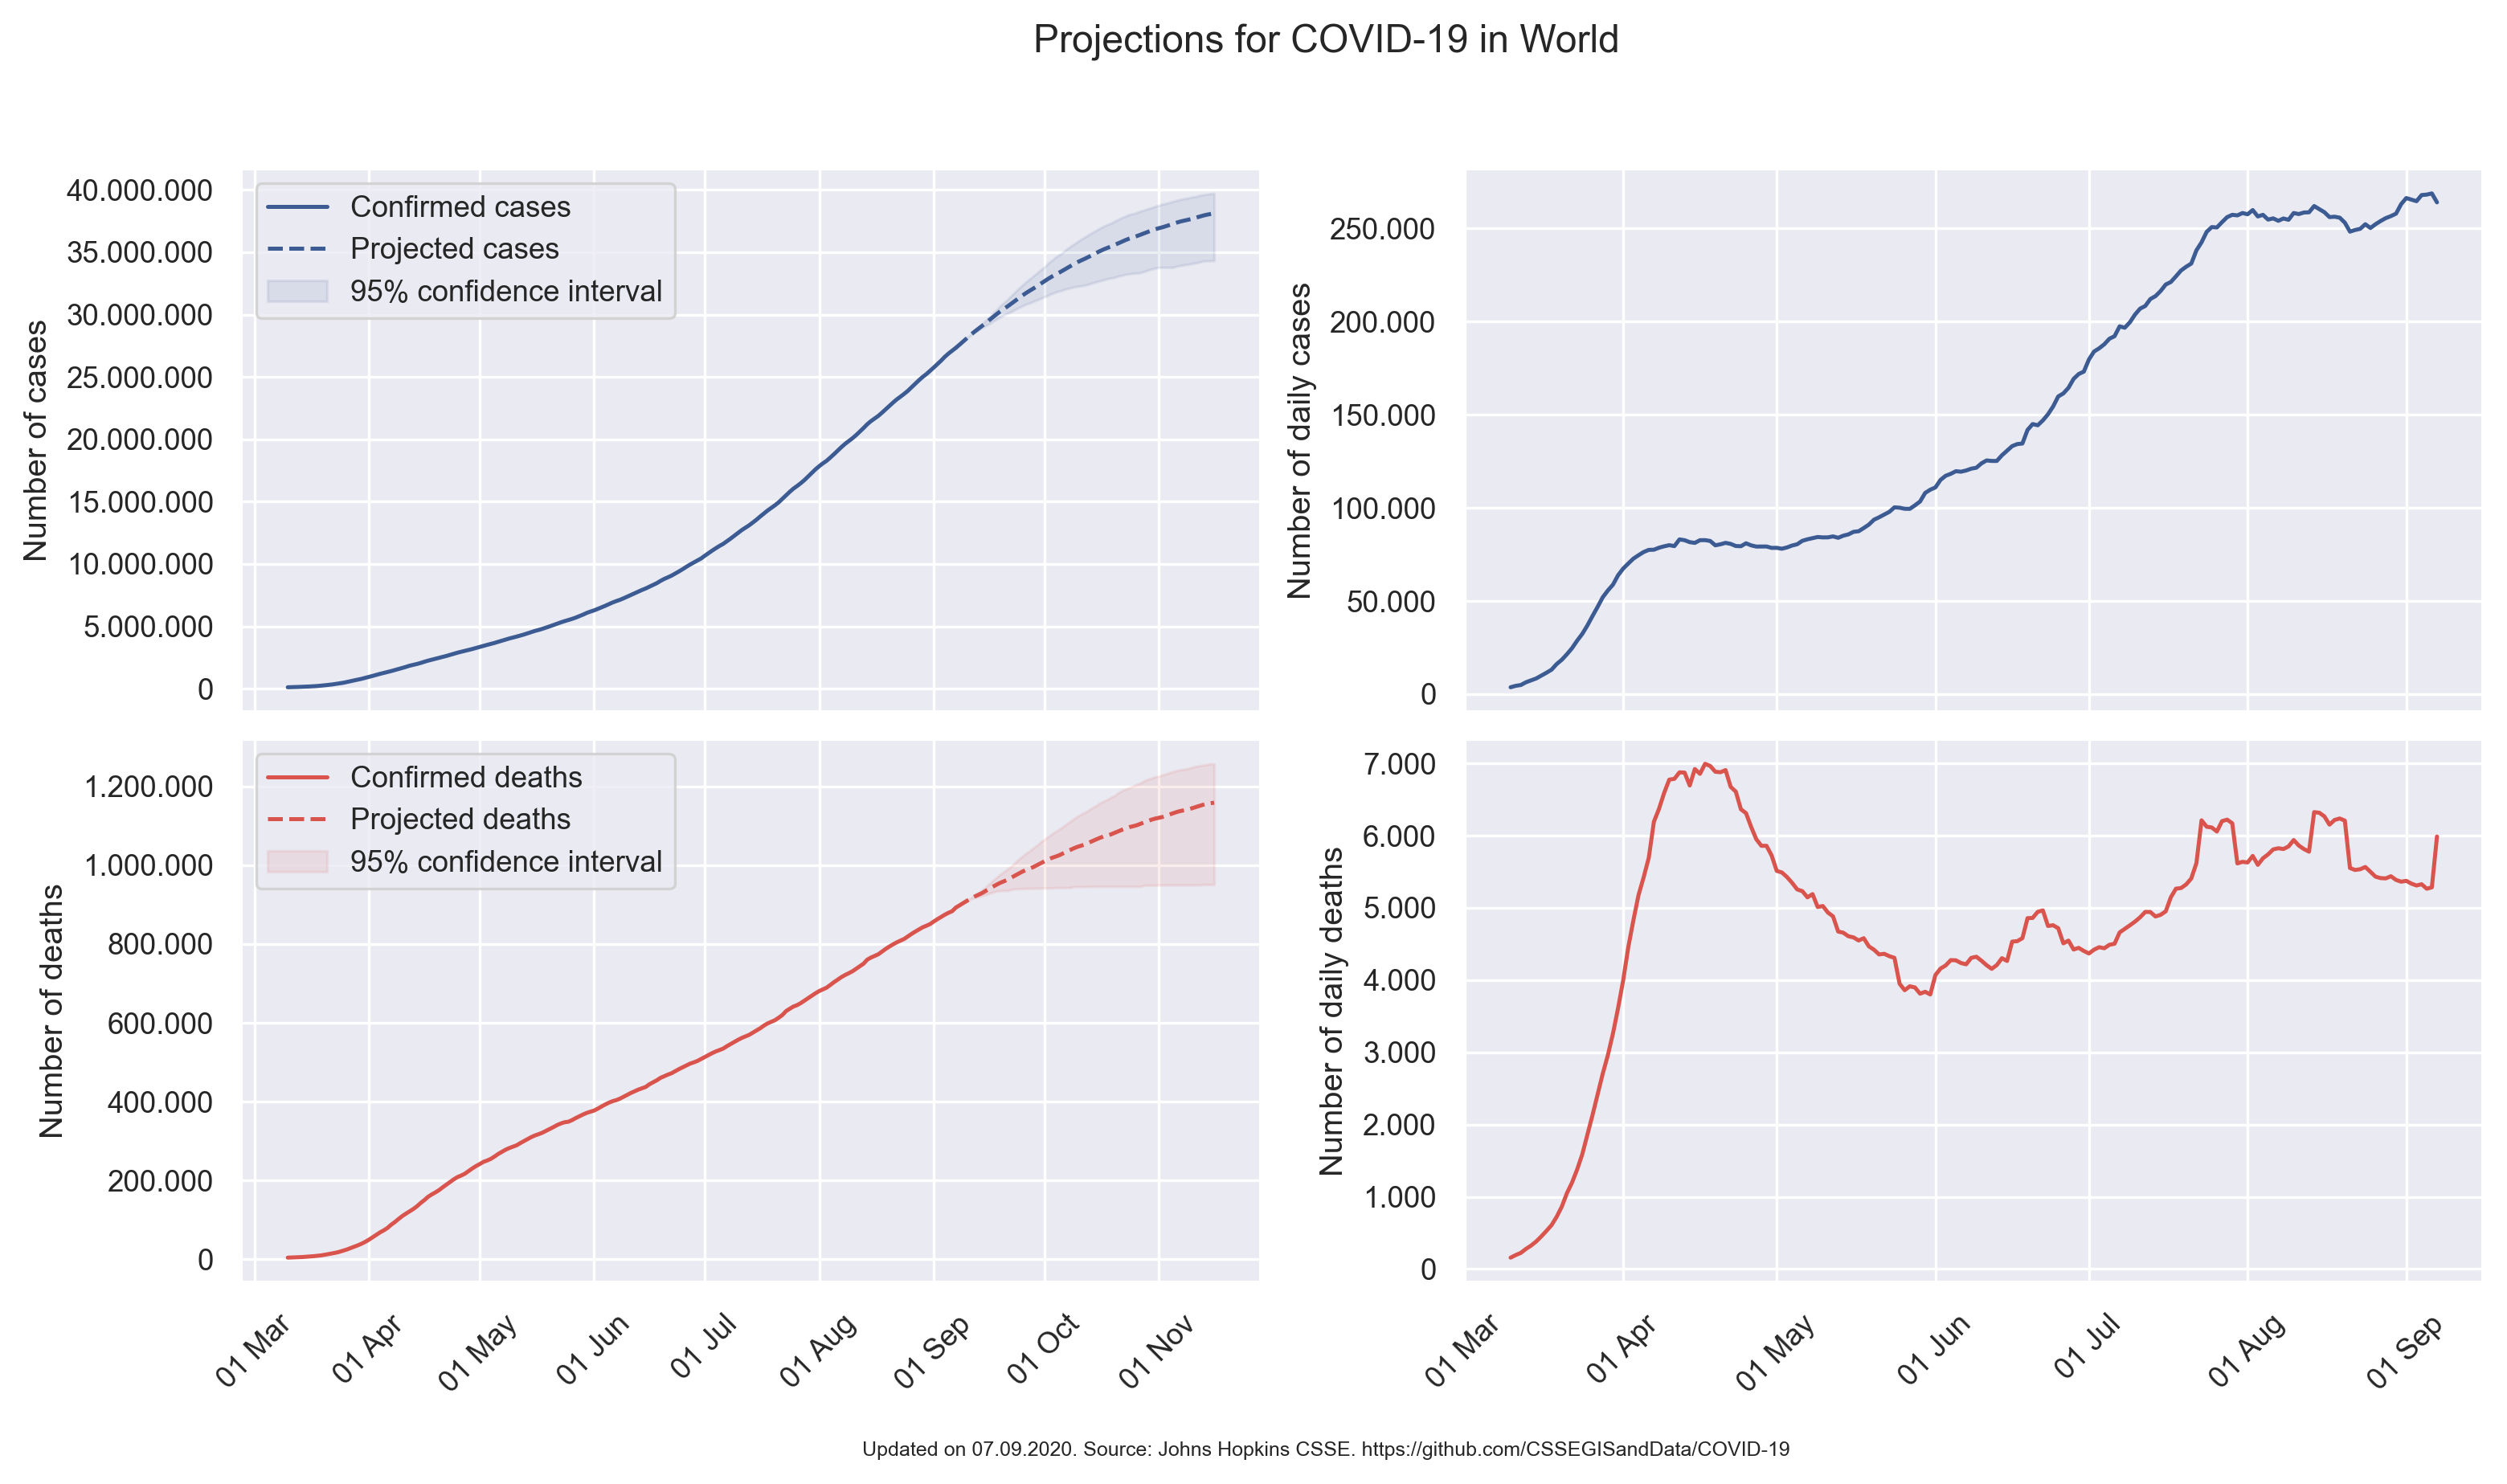 Projections for COVID-19 in World
40.000.000
35.000.000
30.000.000
25.000.000
20.000.000
15.000.000
10.000.000
5.000.000
0
Number of cases
Confirmed cases
Projected cases
95% confidence interval
250.000
200.000
150.000
100.000
50.000
0
Number of daily cases
1.200.000
1.000.000
800.000
600.000
400.000
200.000
0
Number of deaths
Confirmed deaths
Projected deaths
95% confidence interval
01 Mar
01 Apr
01 May
01 Jun
01 Jul
01 Aug
01 Sep
01 Oct
01 Nov
7.000
6.000
5.000
4.000
3.000
2.000
1.000
0
Number of daily deaths
01 Mar
01 Apr
01 May
01 Jun
01 Jul
01 Aug
01 Sep
Updated on 07.09.2020. Source: Johns Hopkins CSSE. https://github.com/CSSEGISandData/COVID-19